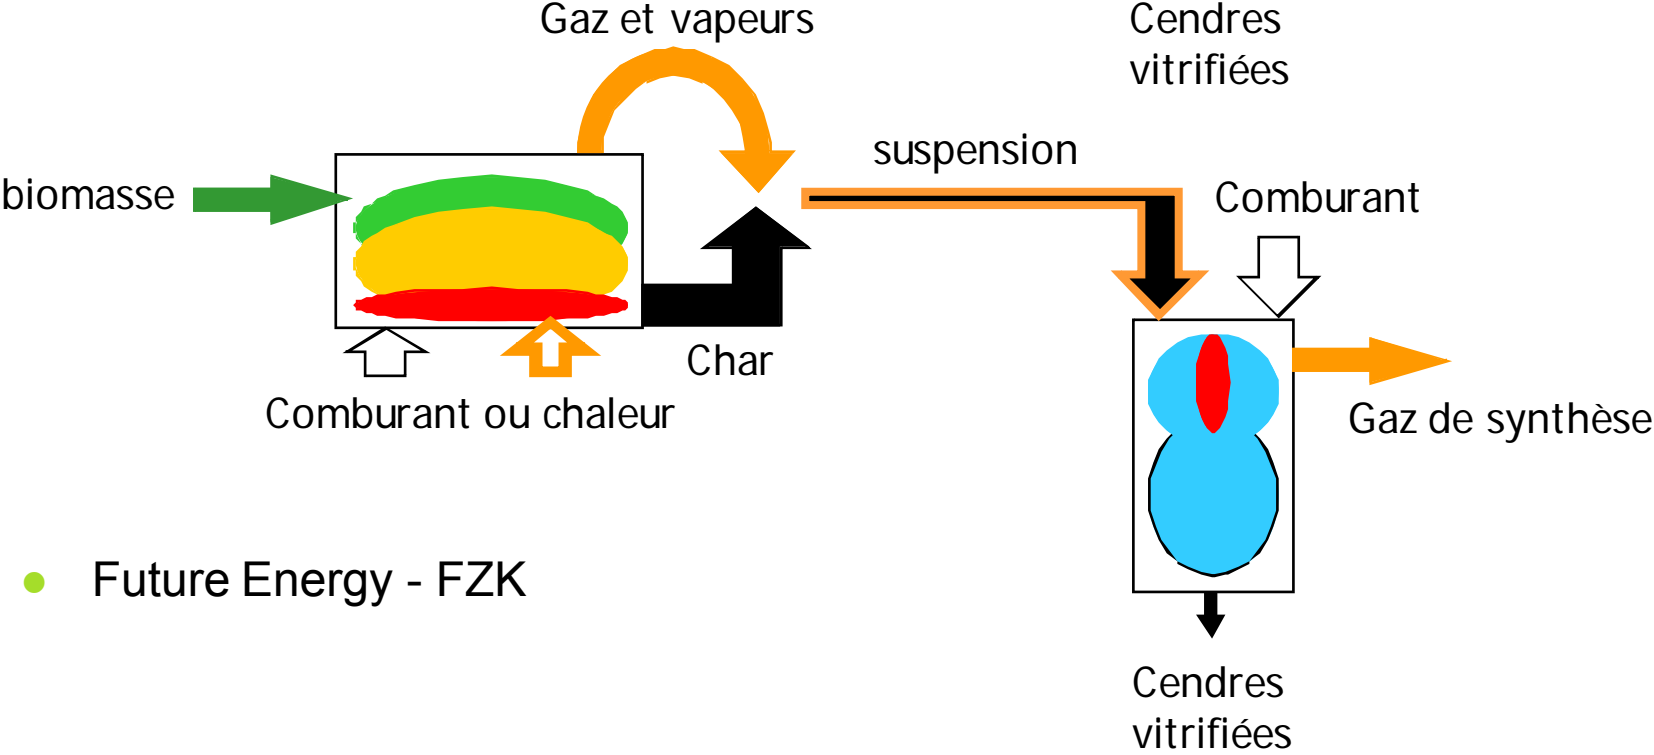 Gaz et vapeurs
Cendres
vitrifiées
suspension
biomasse
Comburant
Char
Comburant ou chaleur
Gaz de synthèse
● Future Energy - FZK
Cendres
vitrifiées